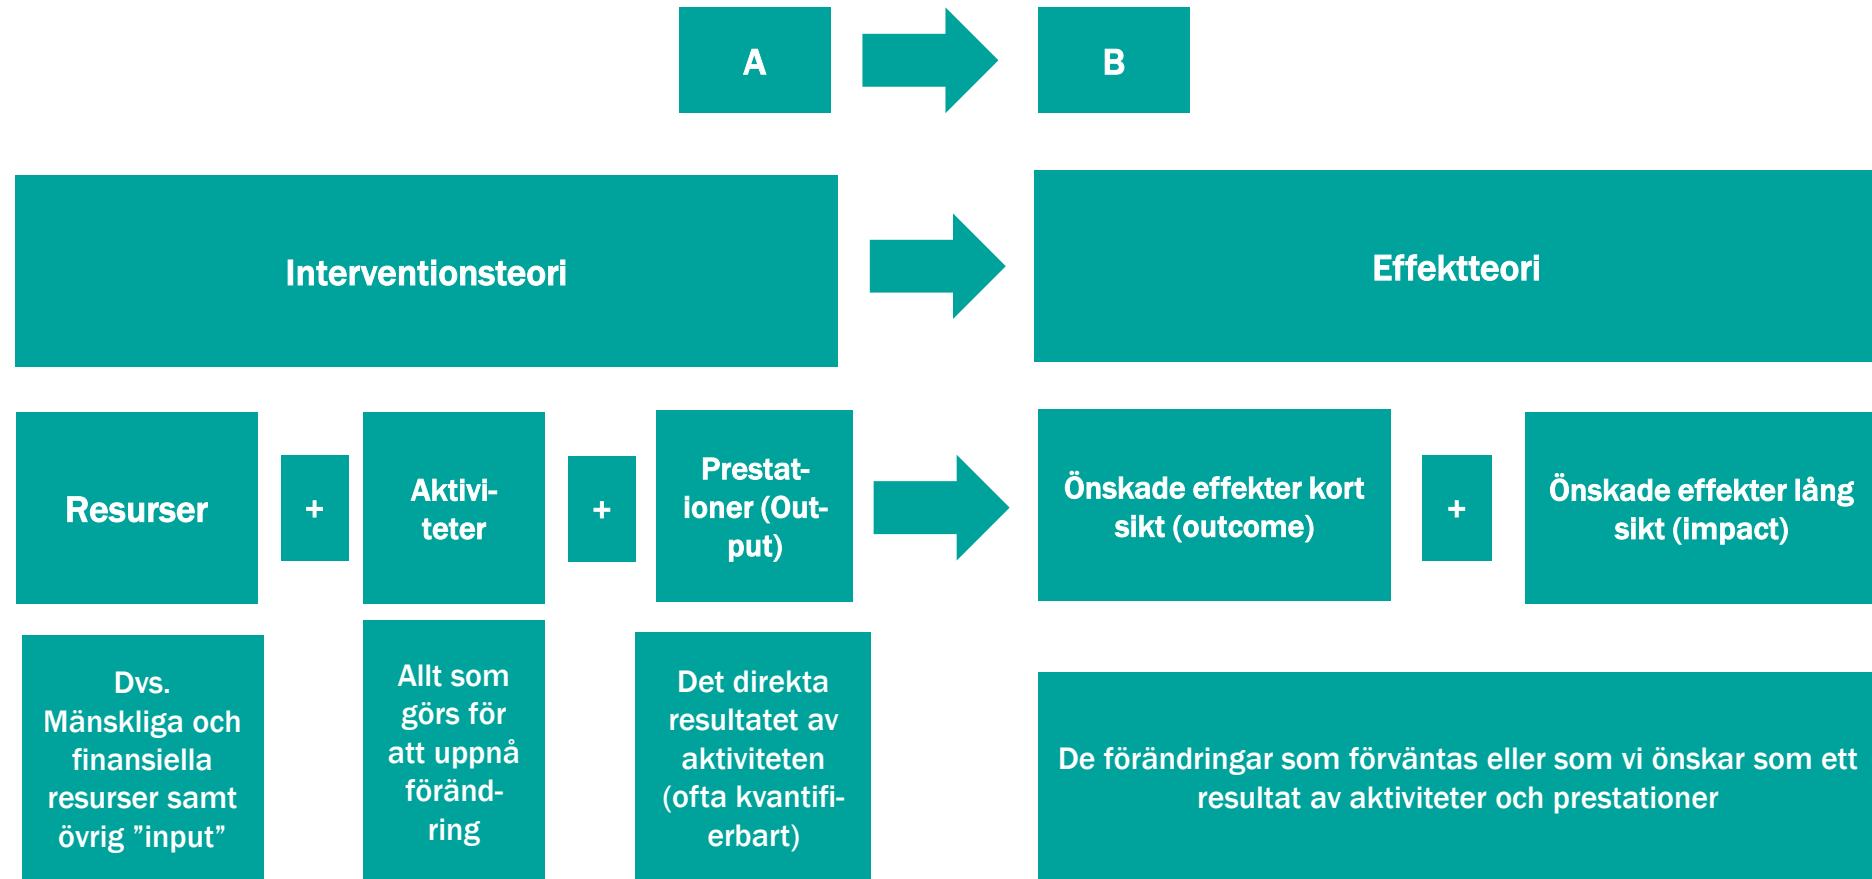 A
B
Interventionsteori
Effektteori
Resurser
+
Aktivi-
teter
+
Prestat-
ioner (Out-
put)
Önskade effekter kort
sikt (outcome)
+
Önskade effekter lång
sikt (impact)
Dvs.
Mänskliga och
finansiella
resurser samt
övrig ”input”
Allt som
görs för
att uppnå
föränd-
ring
Det direkta
resultatet av
aktiviteten
(ofta kvantifi-
erbart)
De förändringar som förväntas eller som vi önskar som ett
resultat av aktiviteter och prestationer